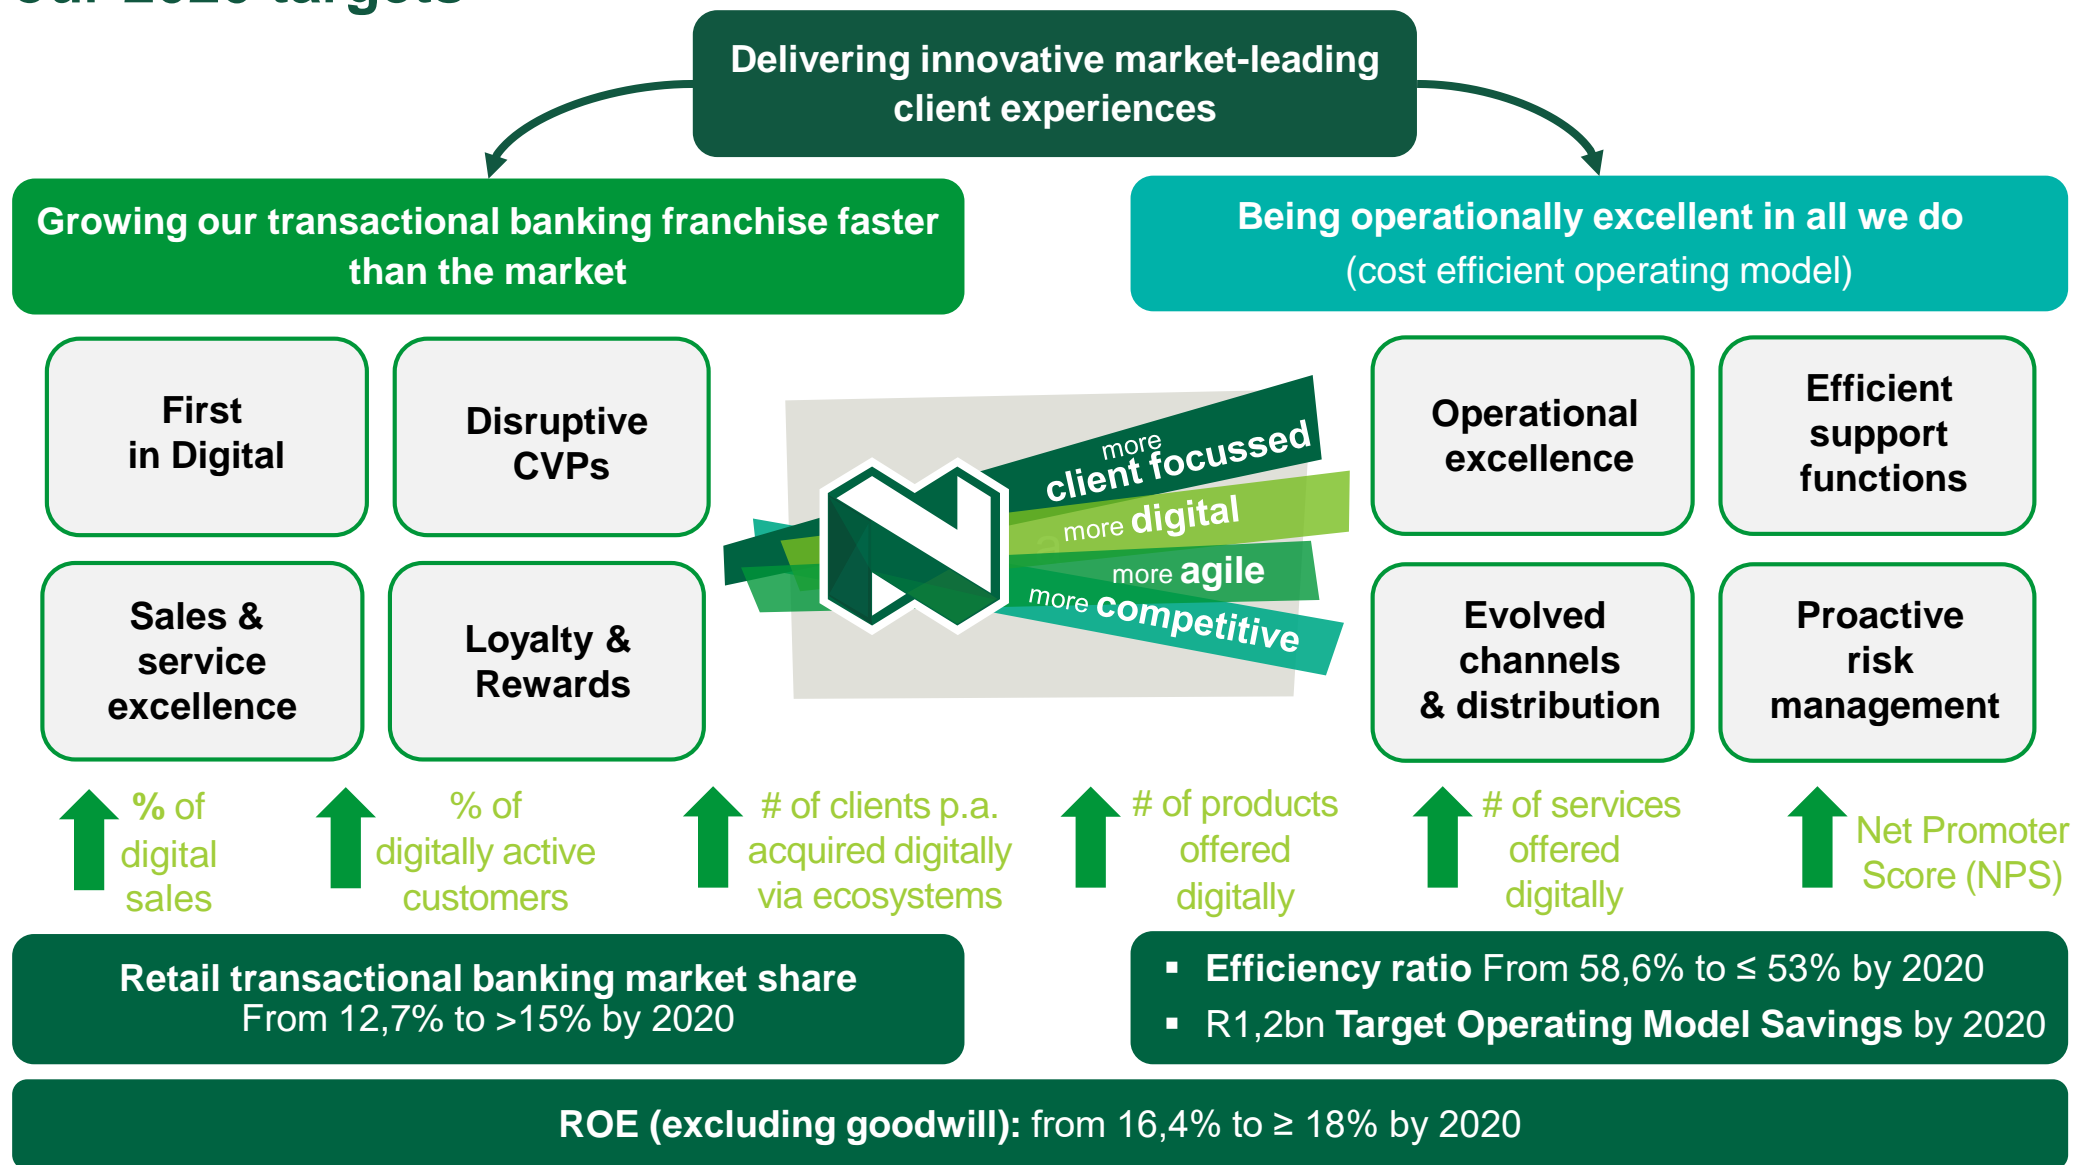 our 2020 targets
Delivering innovative market-leading
client experiences
Growing our transactional banking franchise faster
than the market
Being operationally excellent in all we do
(cost efficient operating model)
First
in Digital
Disruptive
CVPs
Sales &
service
excellence
Loyalty &
Rewards
more
client focussed
more digital
more agile
more competitive
Operational
excellence
Efficient
support
functions
Evolved
channels
& distribution
Proactive
risk
management
% of
digital
sales
% of
digitally active
customers
# of clients p.a.
acquired digitally
via ecosystems
# of products
offered
digitally
# of services
offered
digitally
Net Promoter
Score (NPS)
Retail transactional banking market share
From 12,7% to >15% by 2020
▪ Efficiency ratio From 58,6% to ≤ 53% by 2020
▪ R1,2bn Target Operating Model Savings by 2020
ROE (excluding goodwill): from 16,4% to ≥ 18% by 2020